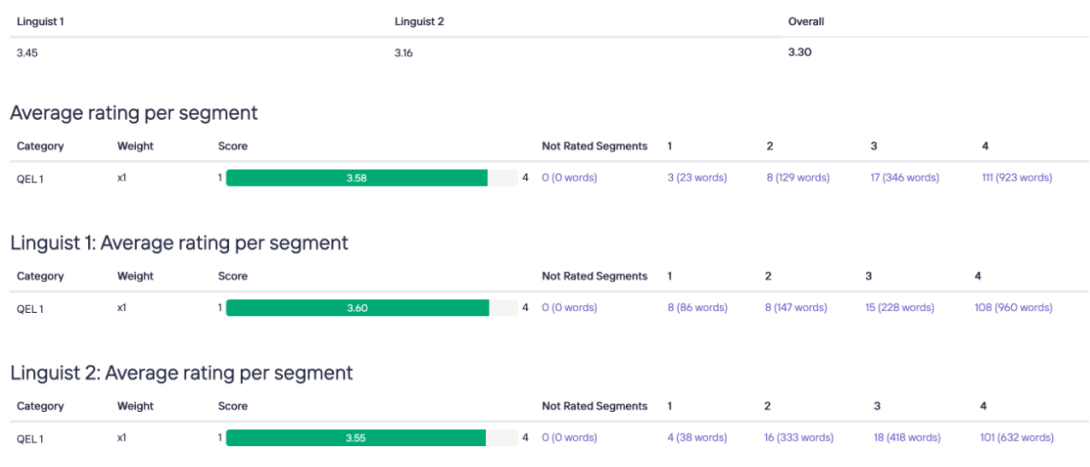 Linguist 1 Linguist 2 Overall
3.45 3.16 3.30
Average rating per segment
Category Weight Score Not Rated Segments 1 2 3 4
QEL 1 x1 1 3.58 4 0 (0 words) 3 (23 words) 8 (129 words) 17 (346 words) 111 (923 words)
Linguist 1: Average rating per segment
Category Weight Score Not Rated Segments 1 2 3 4
QEL 1 x1 1 3.60 4 0 (0 words) 8 (86 words) 8 (147 words) 15 (228 words) 108 (960 words)
Linguist 2: Average rating per segment
Category Weight Score Not Rated Segments 1 2 3 4
QEL 1 x1 1 3.55 4 0 (0 words) 4 (38 words) 16 (333 words) 18 (418 words) 101 (632 words)